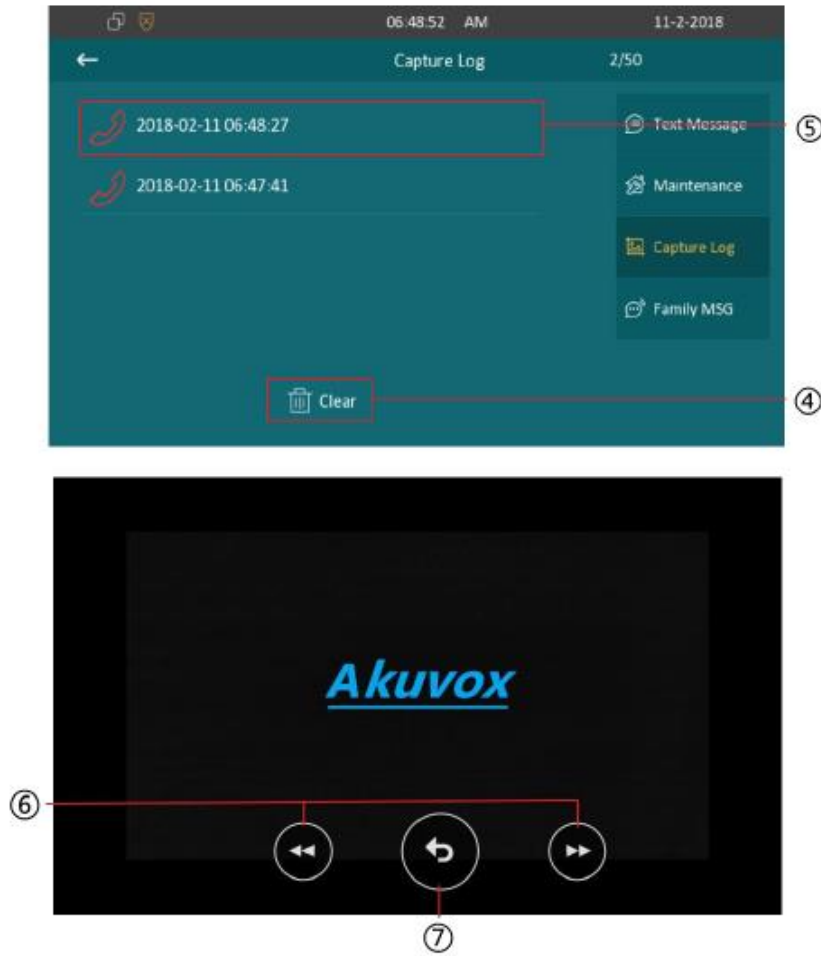 06:48:52 AM 11-2-2018
Capture Log 2/50
2018-02-11 06:48:27
Text Message
⑤
2018-02-11 06:47:41
Maintenance
Capture Log
Family MSG
Clear
④
Akuvox
⑥
⑦